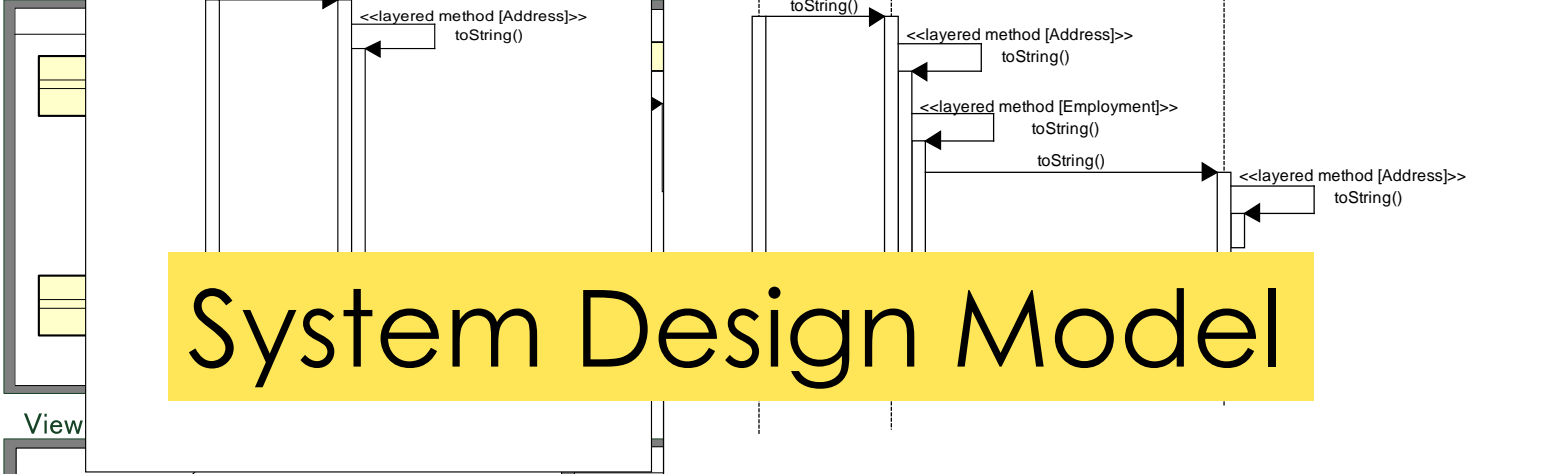 <<layered method [Address]>>
toString()
toString()
<<layered method [Address]>>
toString()
<<layered method [Employment]>>
toString()
toString()
<<layered method [Address]>>
toString()
System Design Model
View